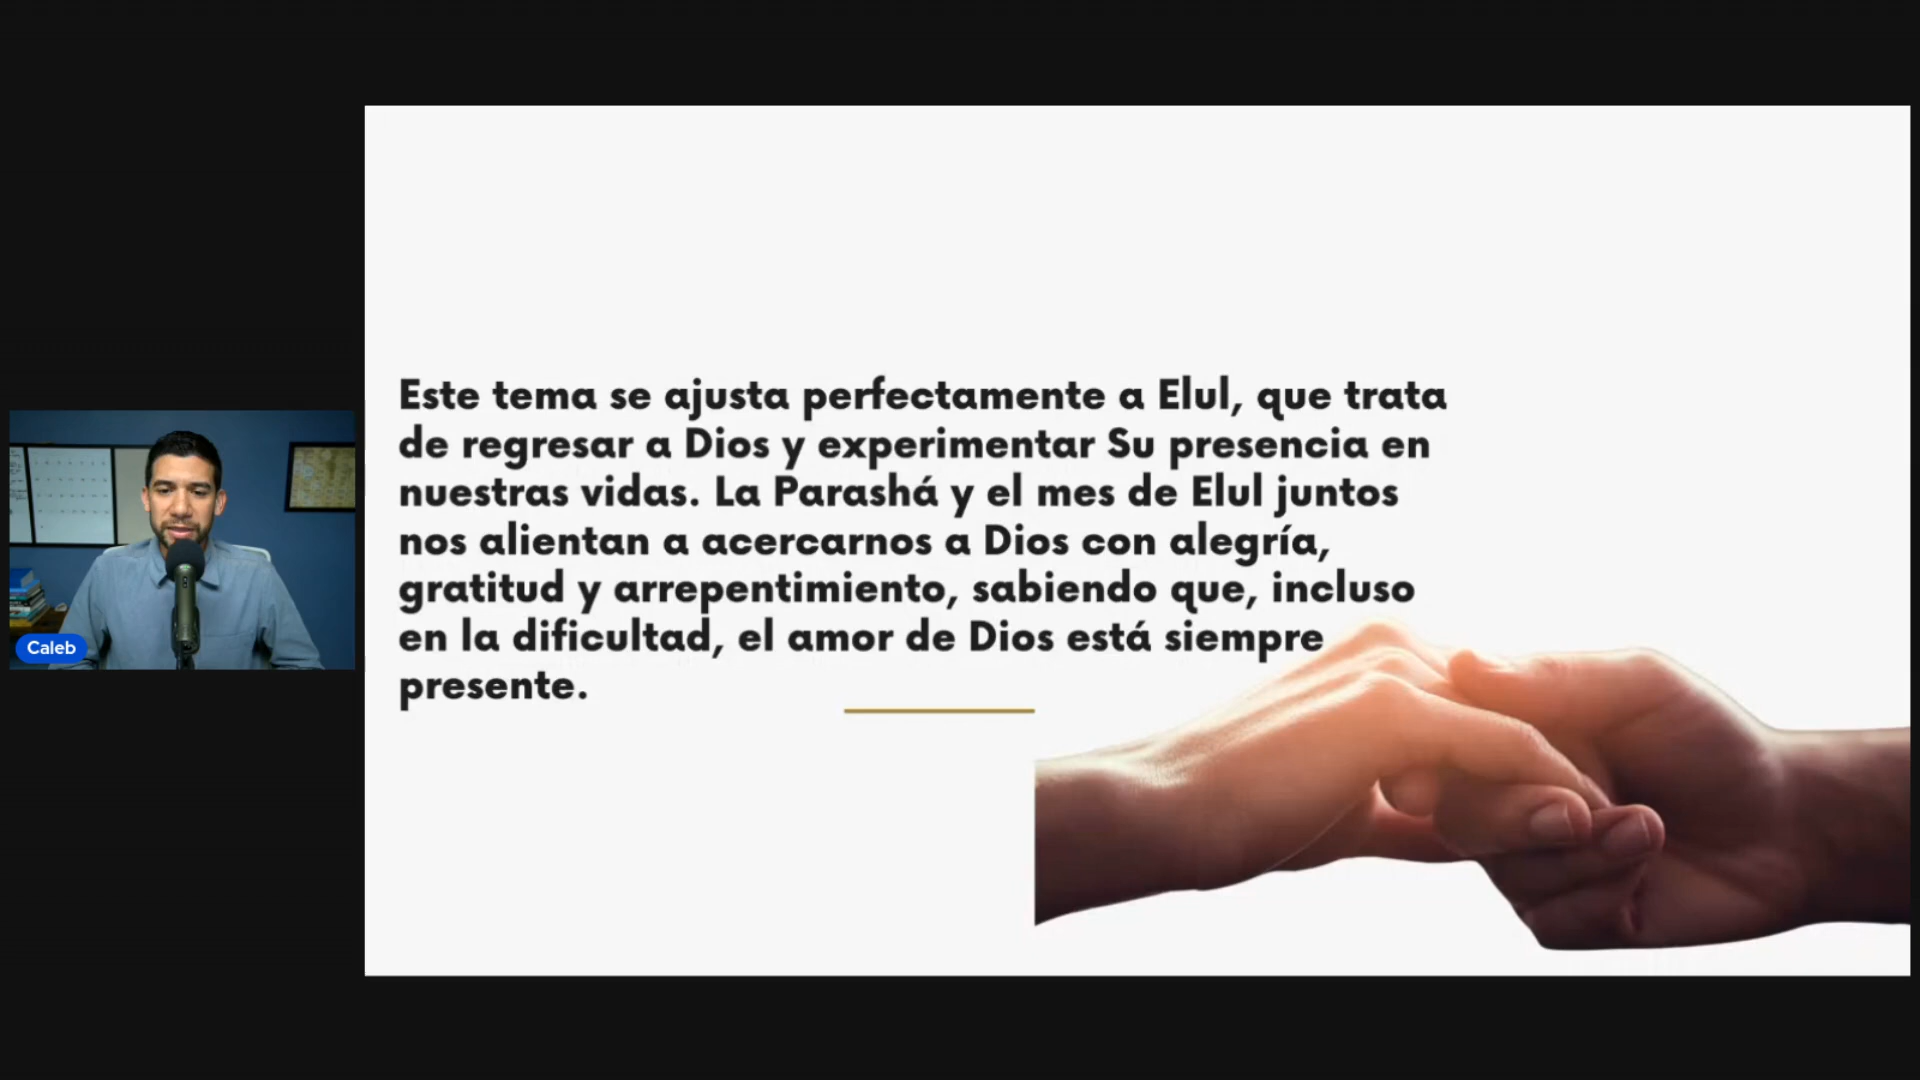 Este tema se ajusta perfectamente a Elul, que trata
de regresar a Dios y experimentar Su presencia en
nuestras vidas. La Parashá y el mes de Elul juntos
nos alientan a acercarnos a Dios con alegría,
gratitud y arrepentimiento, sabiendo que, incluso
en la dificultad, el amor de Dios está siempre
presente.
Caleb